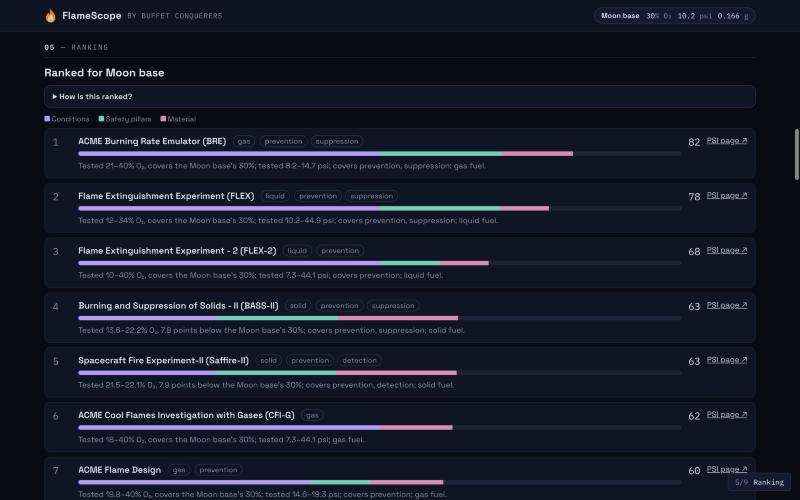 FlameScope BY BUFFET CONQUERERS
Moon base 30% O₂ 10.2 psi 0.166 g
05 — RANKING
Ranked for Moon base
▸ How is this ranked?
Conditions Safety pillars Material
1 ACME Burning Rate Emulator (BRE) gas prevention suppression 82 PSI page ↗
Tested 21–40% O₂, covers the Moon base's 30%; tested 8.2–14.7 psi; covers prevention, suppression; gas fuel.
2 Flame Extinguishment Experiment (FLEX) liquid prevention suppression 78 PSI page ↗
Tested 12–34% O₂, covers the Moon base's 30%; tested 10.2–44.9 psi; covers prevention, suppression; liquid fuel.
3 Flame Extinguishment Experiment - 2 (FLEX-2) liquid prevention 68 PSI page ↗
Tested 10–40% O₂, covers the Moon base's 30%; tested 7.3–44.1 psi; covers prevention; liquid fuel.
4 Burning and Suppression of Solids - II (BASS-II) solid prevention suppression 63 PSI page ↗
Tested 13.6–22.2% O₂, 7.8 points below the Moon base's 30%; covers prevention, suppression; solid fuel.
5 Spacecraft Fire Experiment-II (Saffire-II) solid prevention detection 63 PSI page ↗
Tested 21.5–22.1% O₂, 7.9 points below the Moon base's 30%; covers prevention, detection; solid fuel.
6 ACME Cool Flames Investigation with Gases (CFI-G) gas 62 PSI page ↗
Tested 18–40% O₂, covers the Moon base's 30%; tested 7.3–44.1 psi; gas fuel.
7 ACME Flame Design gas prevention 60 PSI page ↗
Tested 19.8–40% O₂, covers the Moon base's 30%; tested 14.6–19.3 psi; covers prevention; gas fuel.
5/9 Ranking